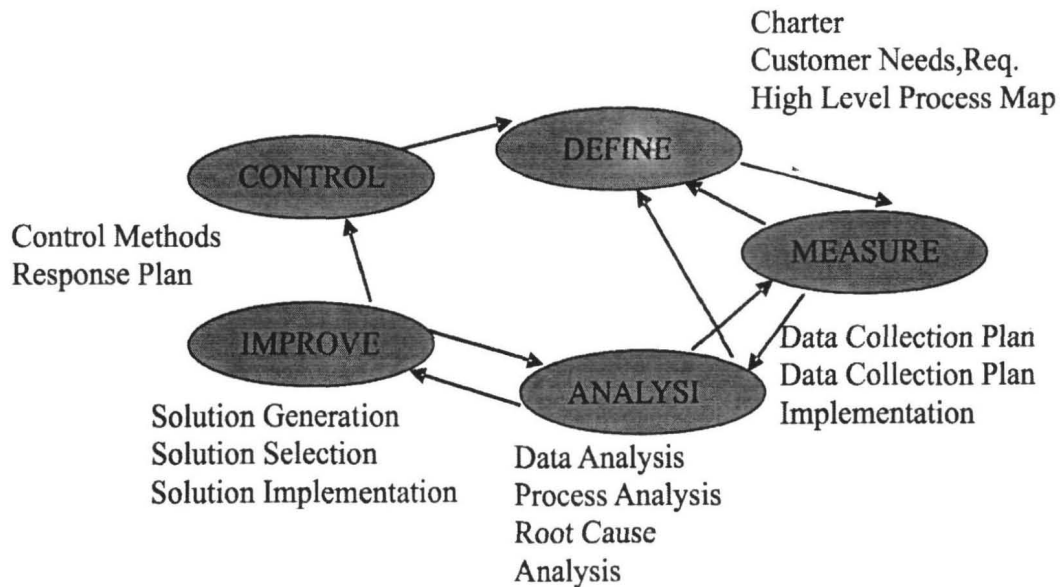 Charter
Customer Needs,Req.
High Level Process Map
DEFINE
CONTROL
Control Methods
Response Plan
MEASURE
Data Collection Plan
Data Collection Plan
Implementation
IMPROVE
Solution Generation
Solution Selection
Solution Implementation
ANALYSI
Data Analysis
Process Analysis
Root Cause
Analysis